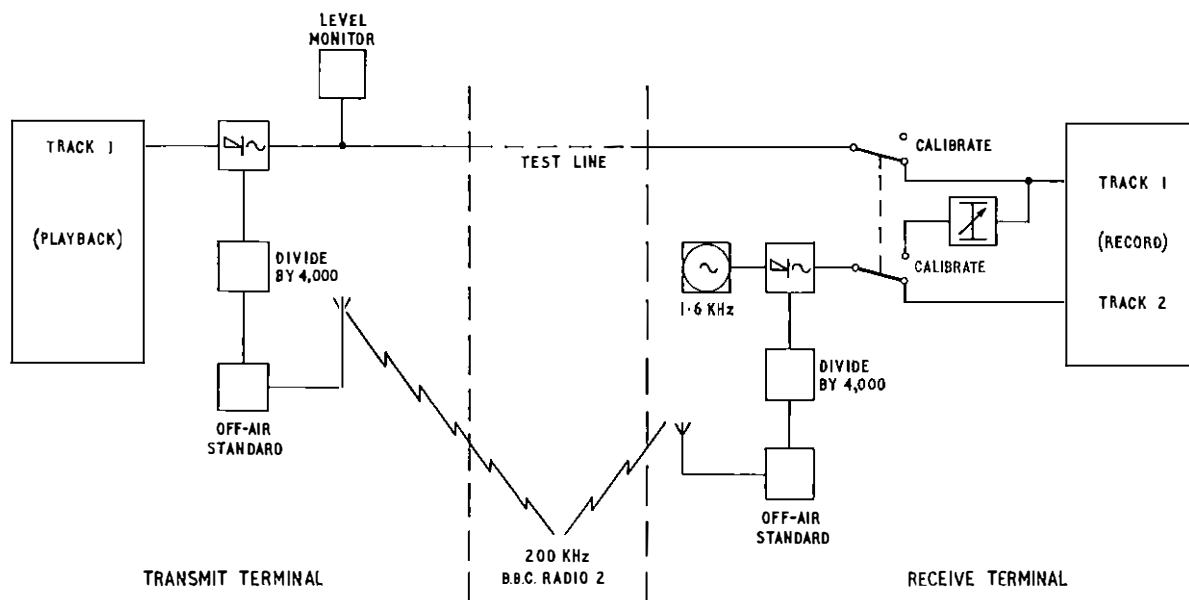 LEVEL
MONITOR
TRACK 1
(PLAYBACK)
DIVIDE
BY 4,000
OFF-AIR
STANDARD
TEST LINE
200 KHz
B.B.C. RADIO 2
CALIBRATE
CALIBRATE
1·6 KHz
DIVIDE
BY 4,000
OFF-AIR
STANDARD
TRACK 1
(RECORD)
TRACK 2
TRANSMIT TERMINAL
RECEIVE TERMINAL